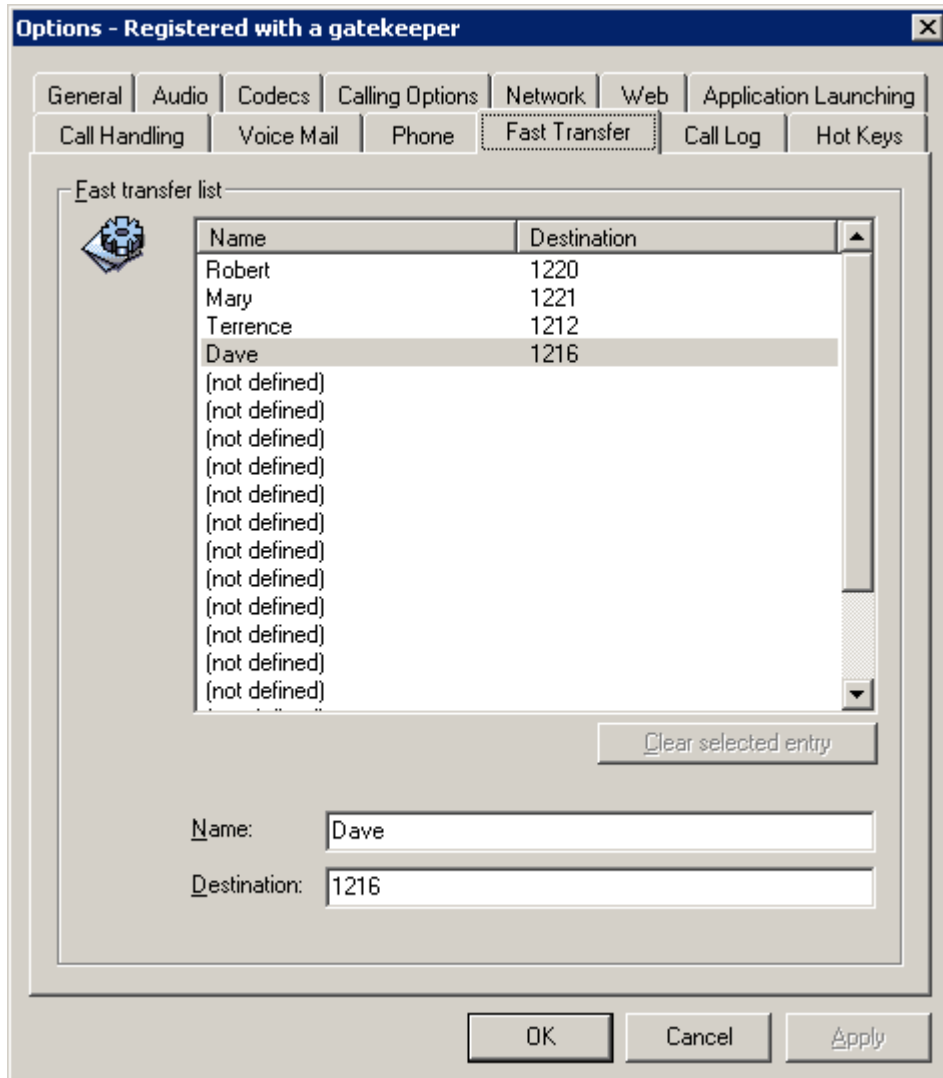 Options - Registered with a gatekeeper
General Audio Codecs Calling Options Network Web Application Launching
Call Handling Voice Mail Phone Fast Transfer Call Log Hot Keys
Fast transfer list
Name Destination
Robert 1220
Mary 1221
Terrence 1212
Dave 1216
(not defined)
(not defined)
(not defined)
(not defined)
(not defined)
(not defined)
(not defined)
(not defined)
(not defined)
(not defined)
(not defined)
(not defined)
Clear selected entry
Name: Dave
Destination: 1216
OK Cancel Apply